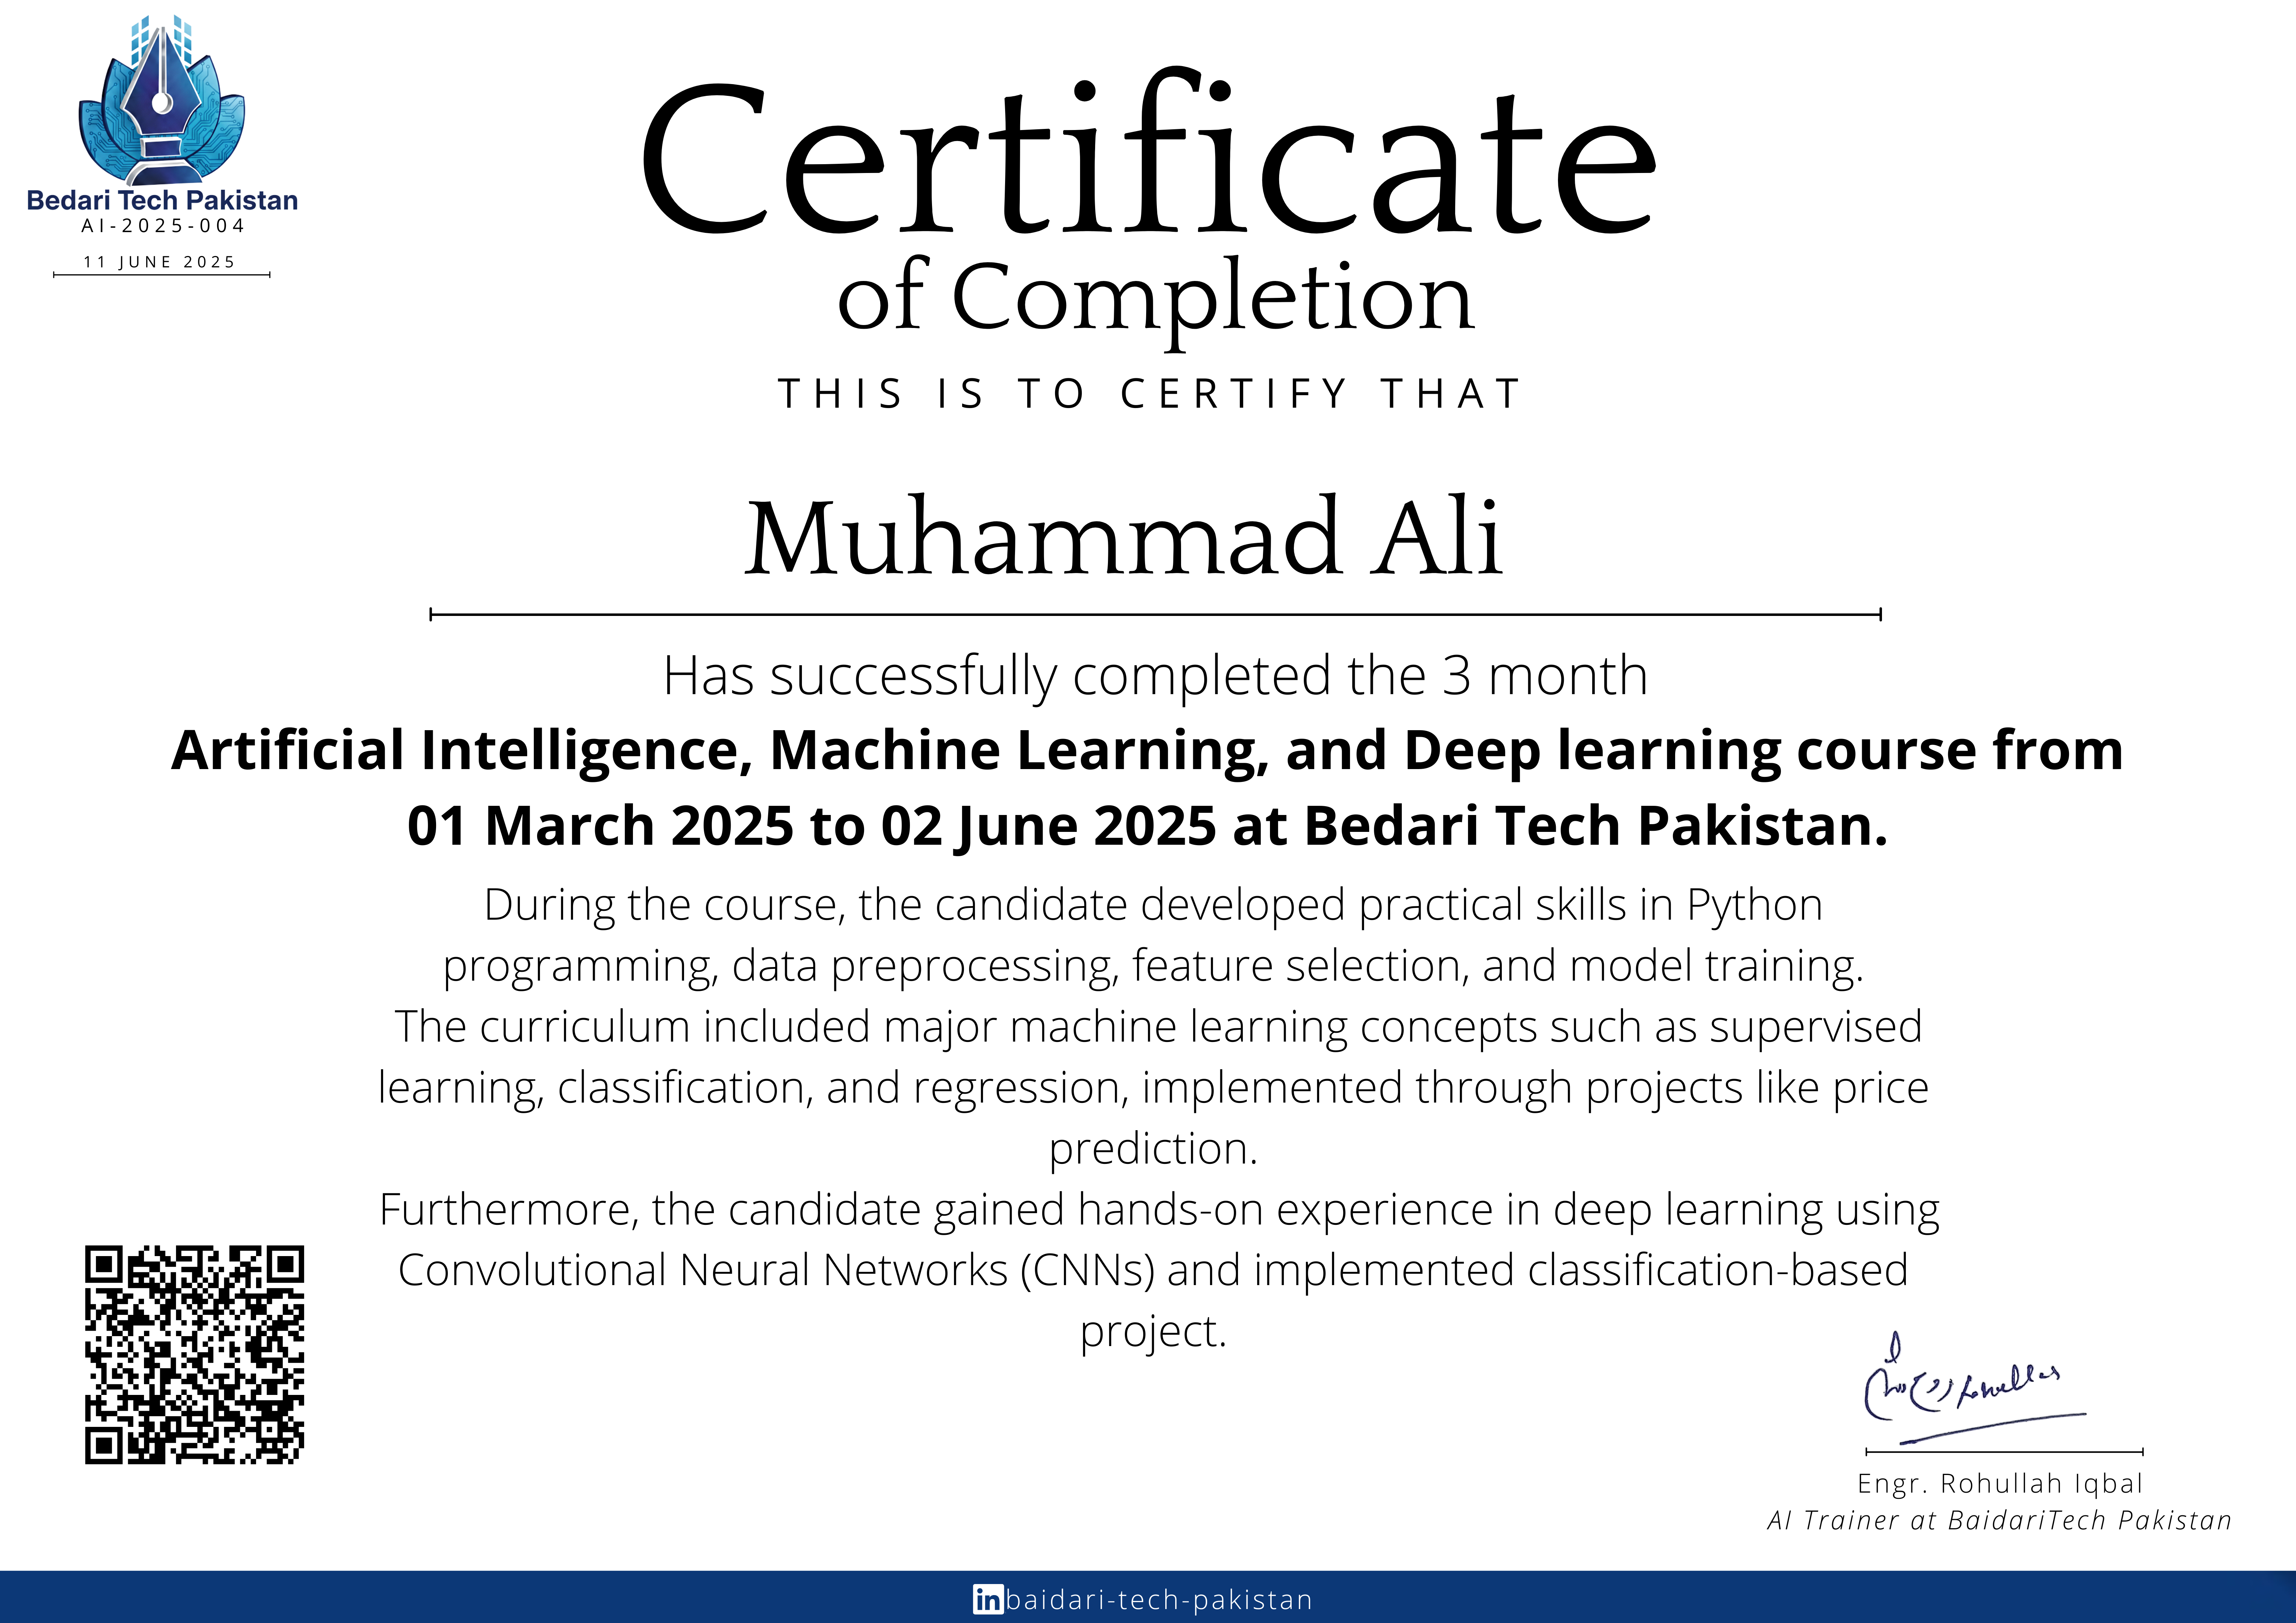 Bedari Tech Pakistan
AI-2025-004
11 JUNE 2025
Certificate
of Completion
THIS IS TO CERTIFY THAT
Muhammad Ali
Has successfully completed the 3 month
Artificial Intelligence, Machine Learning, and Deep learning course from
01 March 2025 to 02 June 2025 at Bedari Tech Pakistan.
During the course, the candidate developed practical skills in Python
programming, data preprocessing, feature selection, and model training.
The curriculum included major machine learning concepts such as supervised
learning, classification, and regression, implemented through projects like price
prediction.
Furthermore, the candidate gained hands-on experience in deep learning using
Convolutional Neural Networks (CNNs) and implemented classification-based
project.
Engr. Rohullah Iqbal
AI Trainer at BaidariTech Pakistan
in baidari-tech-pakistan